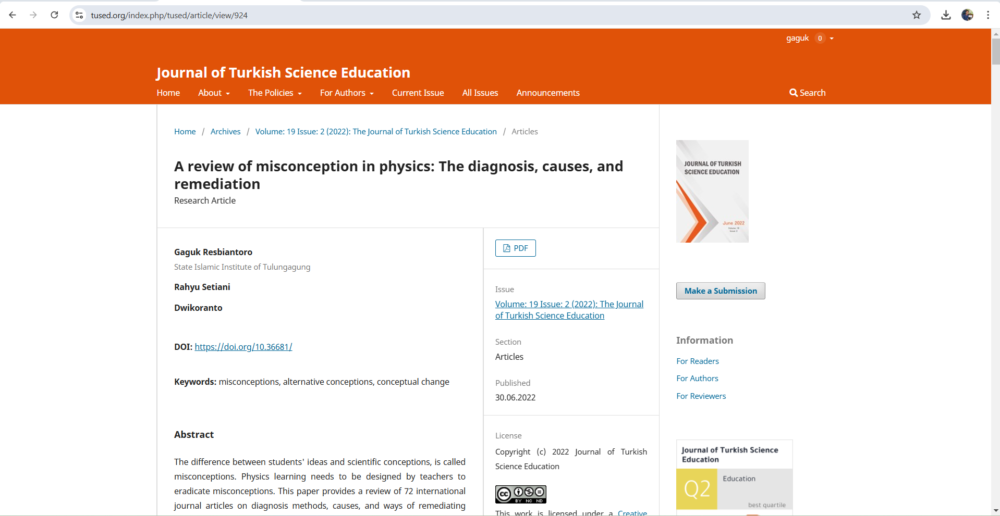 tused.org/index.php/tused/article/view/924
gaguk 0
Journal of Turkish Science Education
Home About The Policies For Authors Current Issue All Issues Announcements Search
Home / Archives / Volume: 19 Issue: 2 (2022): The Journal of Turkish Science Education / Articles
A review of misconception in physics: The diagnosis, causes, and
remediation
Research Article
Gaguk Resbiantoro
State Islamic Institute of Tulungagung
Rahyu Setiani
Dwikoranto
DOI: https://doi.org/10.36681/
Keywords: misconceptions, alternative conceptions, conceptual change
Abstract
The difference between students' ideas and scientific conceptions, is called
misconceptions. Physics learning needs to be designed by teachers to
eradicate misconceptions. This paper provides a review of 72 international
journal articles on diagnosis methods, causes, and ways of remediating
PDF
Issue
Volume: 19 Issue: 2 (2022): The Journal
of Turkish Science Education
Section
Articles
Published
30.06.2022
License
Copyright (c) 2022 Journal of Turkish
Science Education
cc BY NC ND
This work is licensed under a Creative
JOURNAL OF TURKISH
SCIENCE EDUCATION
June 2022
Volume 19
Issue 2
Make a Submission
Information
For Readers
For Authors
For Reviewers
Journal of Turkish Science
Education
Q2
Education
best quartile